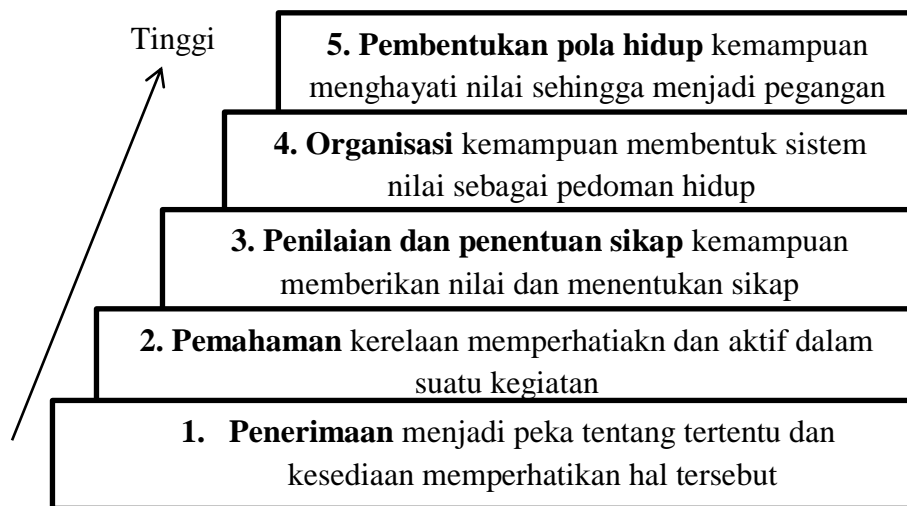 Tinggi
5. Pembentukan pola hidup kemampuan
menghayati nilai sehingga menjadi pegangan
4. Organisasi kemampuan membentuk sistem
nilai sebagai pedoman hidup
3. Penilaian dan penentuan sikap kemampuan
memberikan nilai dan menentukan sikap
2. Pemahaman kerelaan memperhatiakn dan aktif dalam
suatu kegiatan
1. Penerimaan menjadi peka tentang tertentu dan
kesediaan memperhatikan hal tersebut